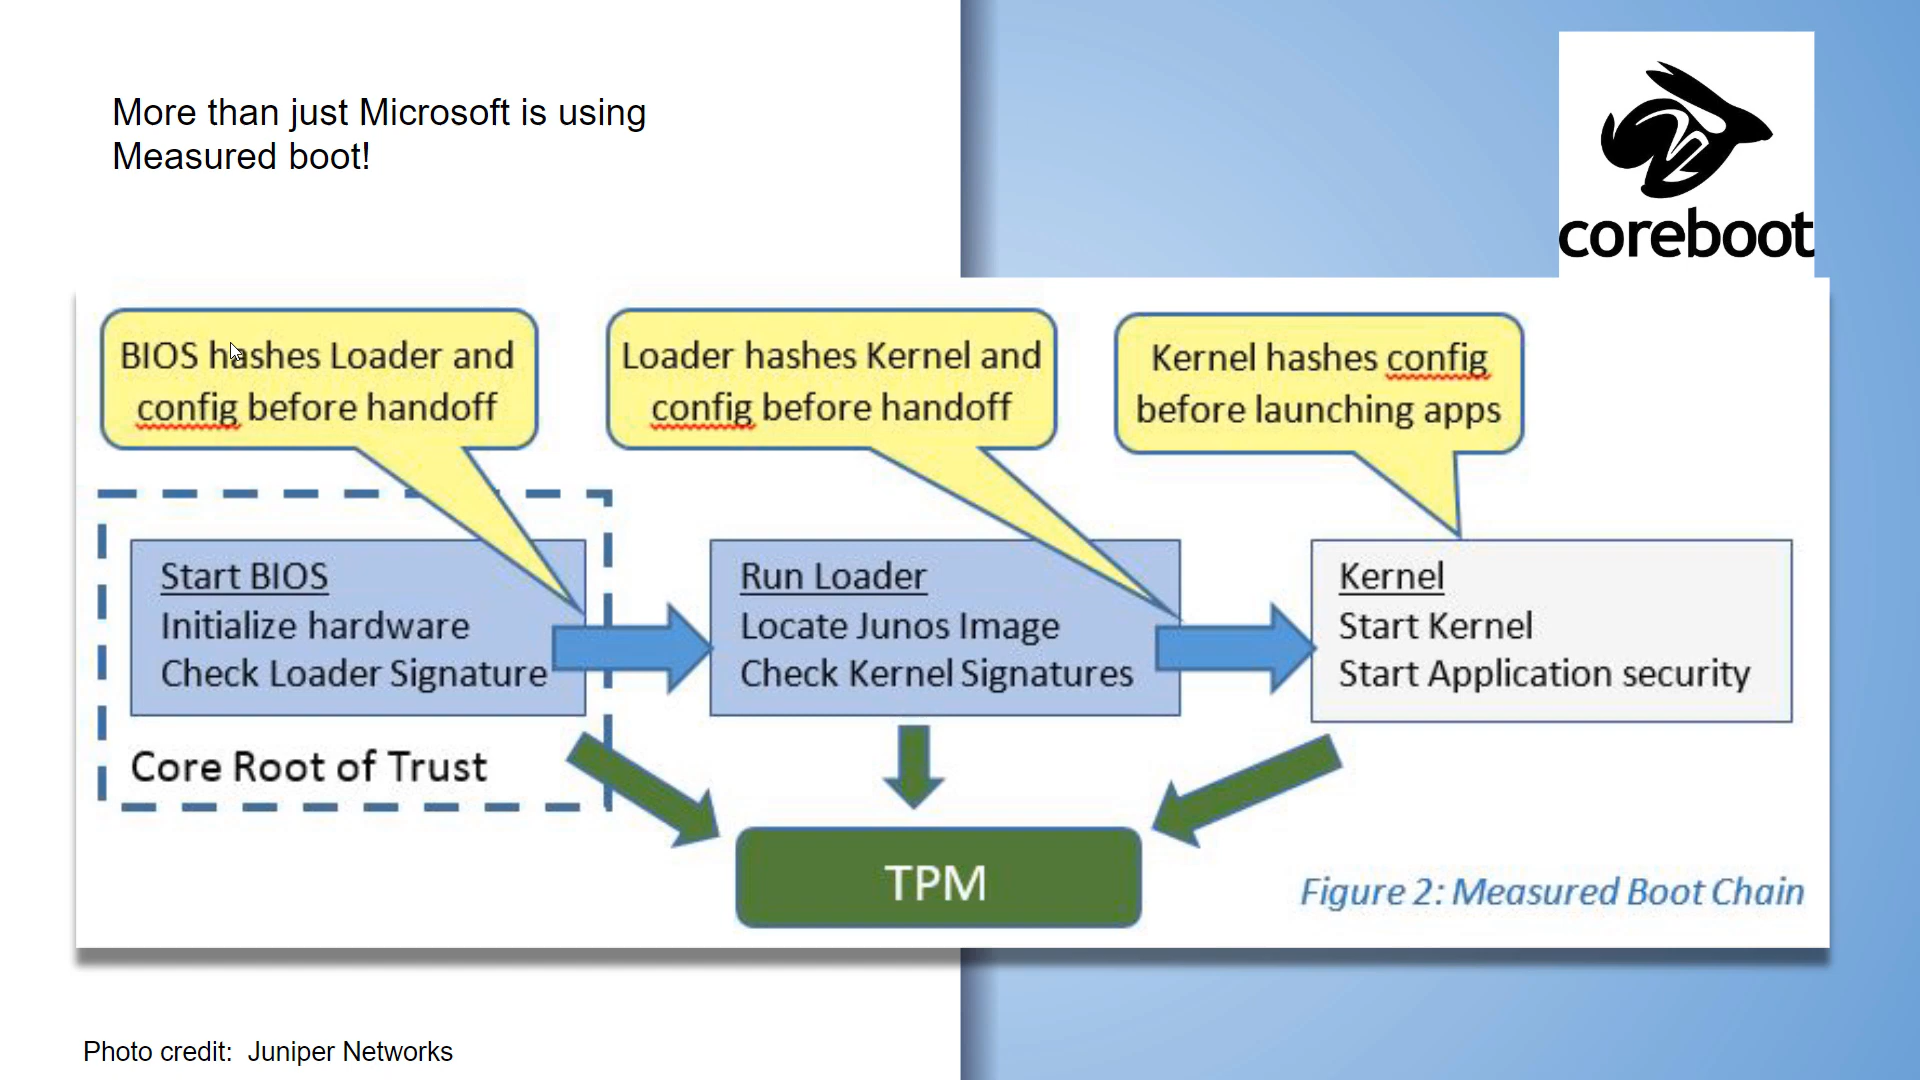 More than just Microsoft is using
Measured boot!
coreboot
BIOS hashes Loader and
config before handoff
Loader hashes Kernel and
config before handoff
Kernel hashes config
before launching apps
Start BIOS
Initialize hardware
Check Loader Signature
Core Root of Trust
Run Loader
Locate Junos Image
Check Kernel Signatures
Kernel
Start Kernel
Start Application security
TPM
Figure 2: Measured Boot Chain
Photo credit:  Juniper Networks